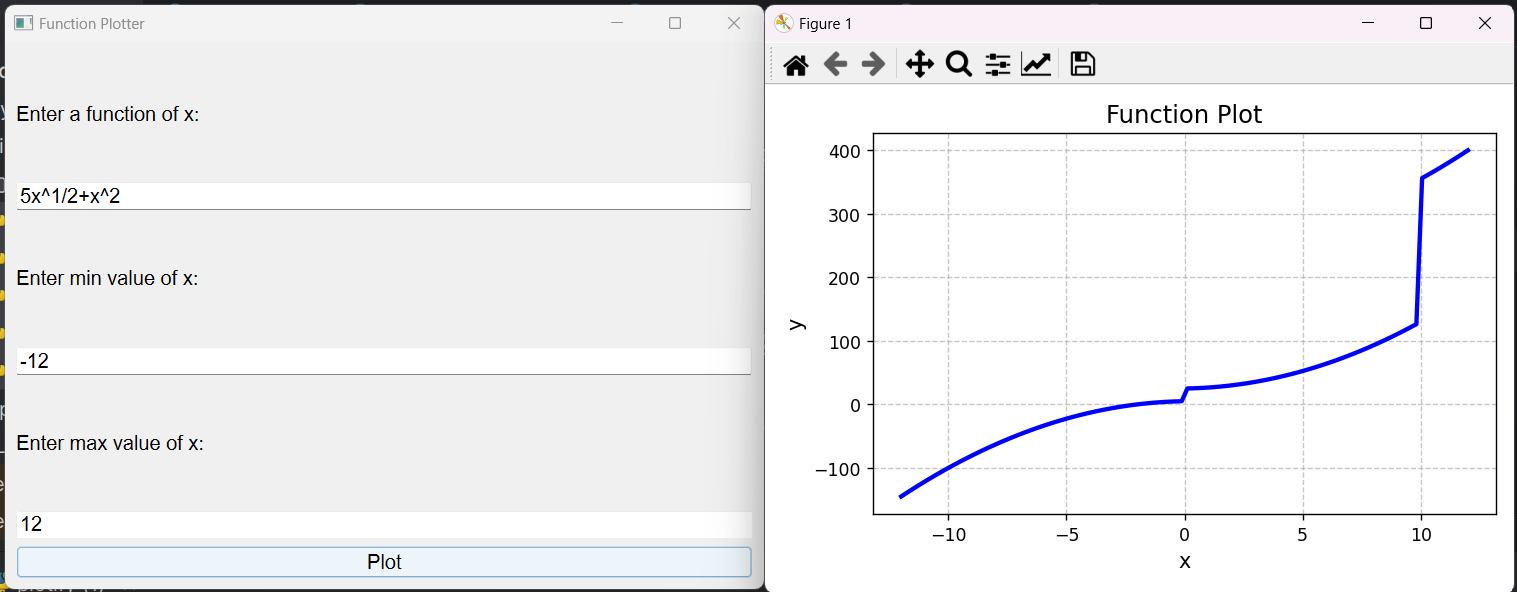 Function Plotter
Enter a function of x:
5x^1/2+x^2
Enter min value of x:
-12
Enter max value of x:
12
Plot
Figure 1
Function Plot
400
300
200
100
0
−100
y
−10 −5 0 5 10
x